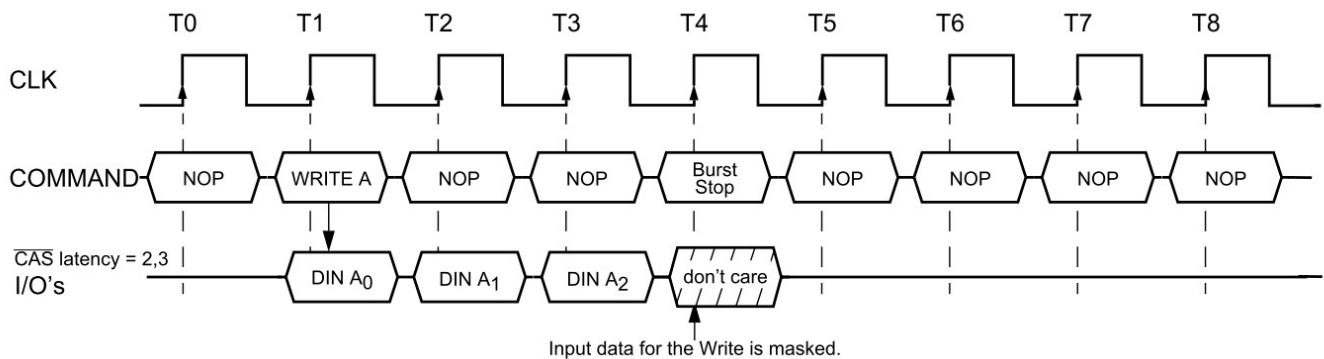 T0 T1 T2 T3 T4 T5 T6 T7 T8
CLK
COMMAND NOP WRITE A NOP NOP Burst Stop NOP NOP NOP NOP
CAS latency = 2,3
I/O's DIN A0 DIN A1 DIN A2 don't care
Input data for the Write is masked.